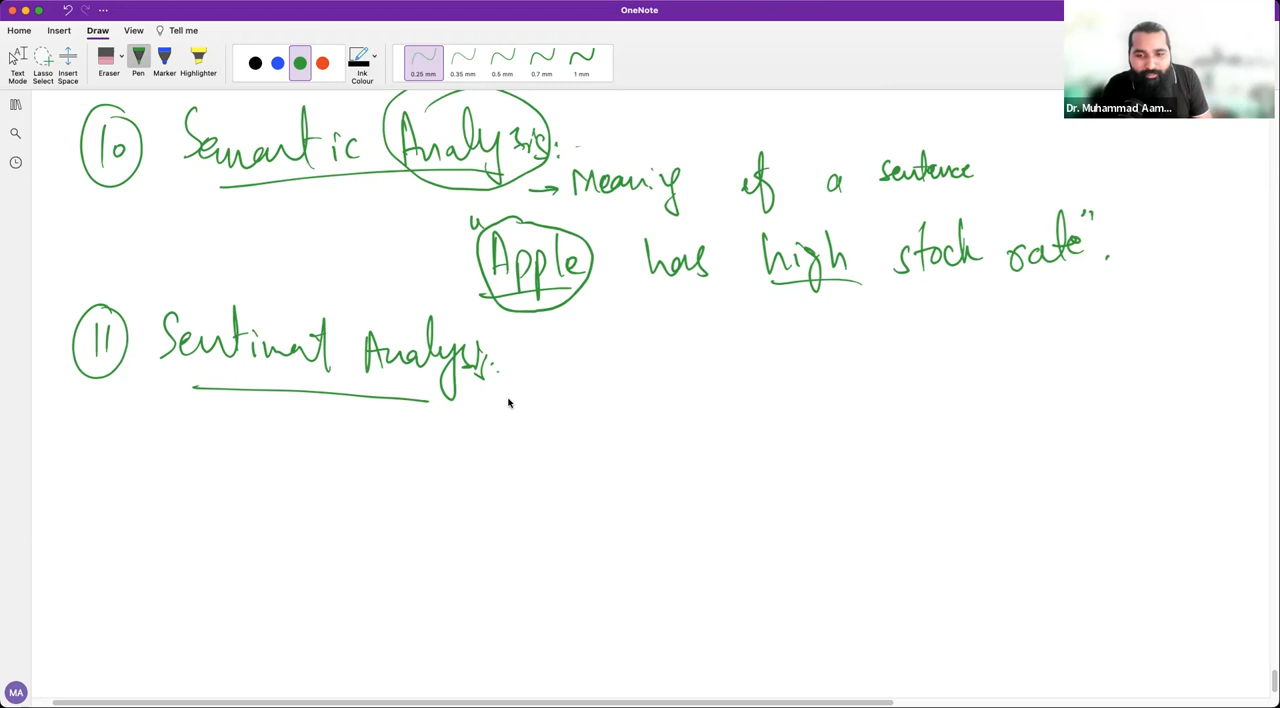 OneNote
Home Insert Draw View Tell me
Text Mode Lasso Select Insert Space Eraser Pen Marker Highlighter Ink Colour 0.25 mm 0.35 mm 0.5 mm 0.7 mm 1 mm
Dr. Muhammad Aam...
10 Semantic Analysis:
→ Meaning of a sentence
"Apple has high stock rate".
11 Sentiment Analysis:
MA